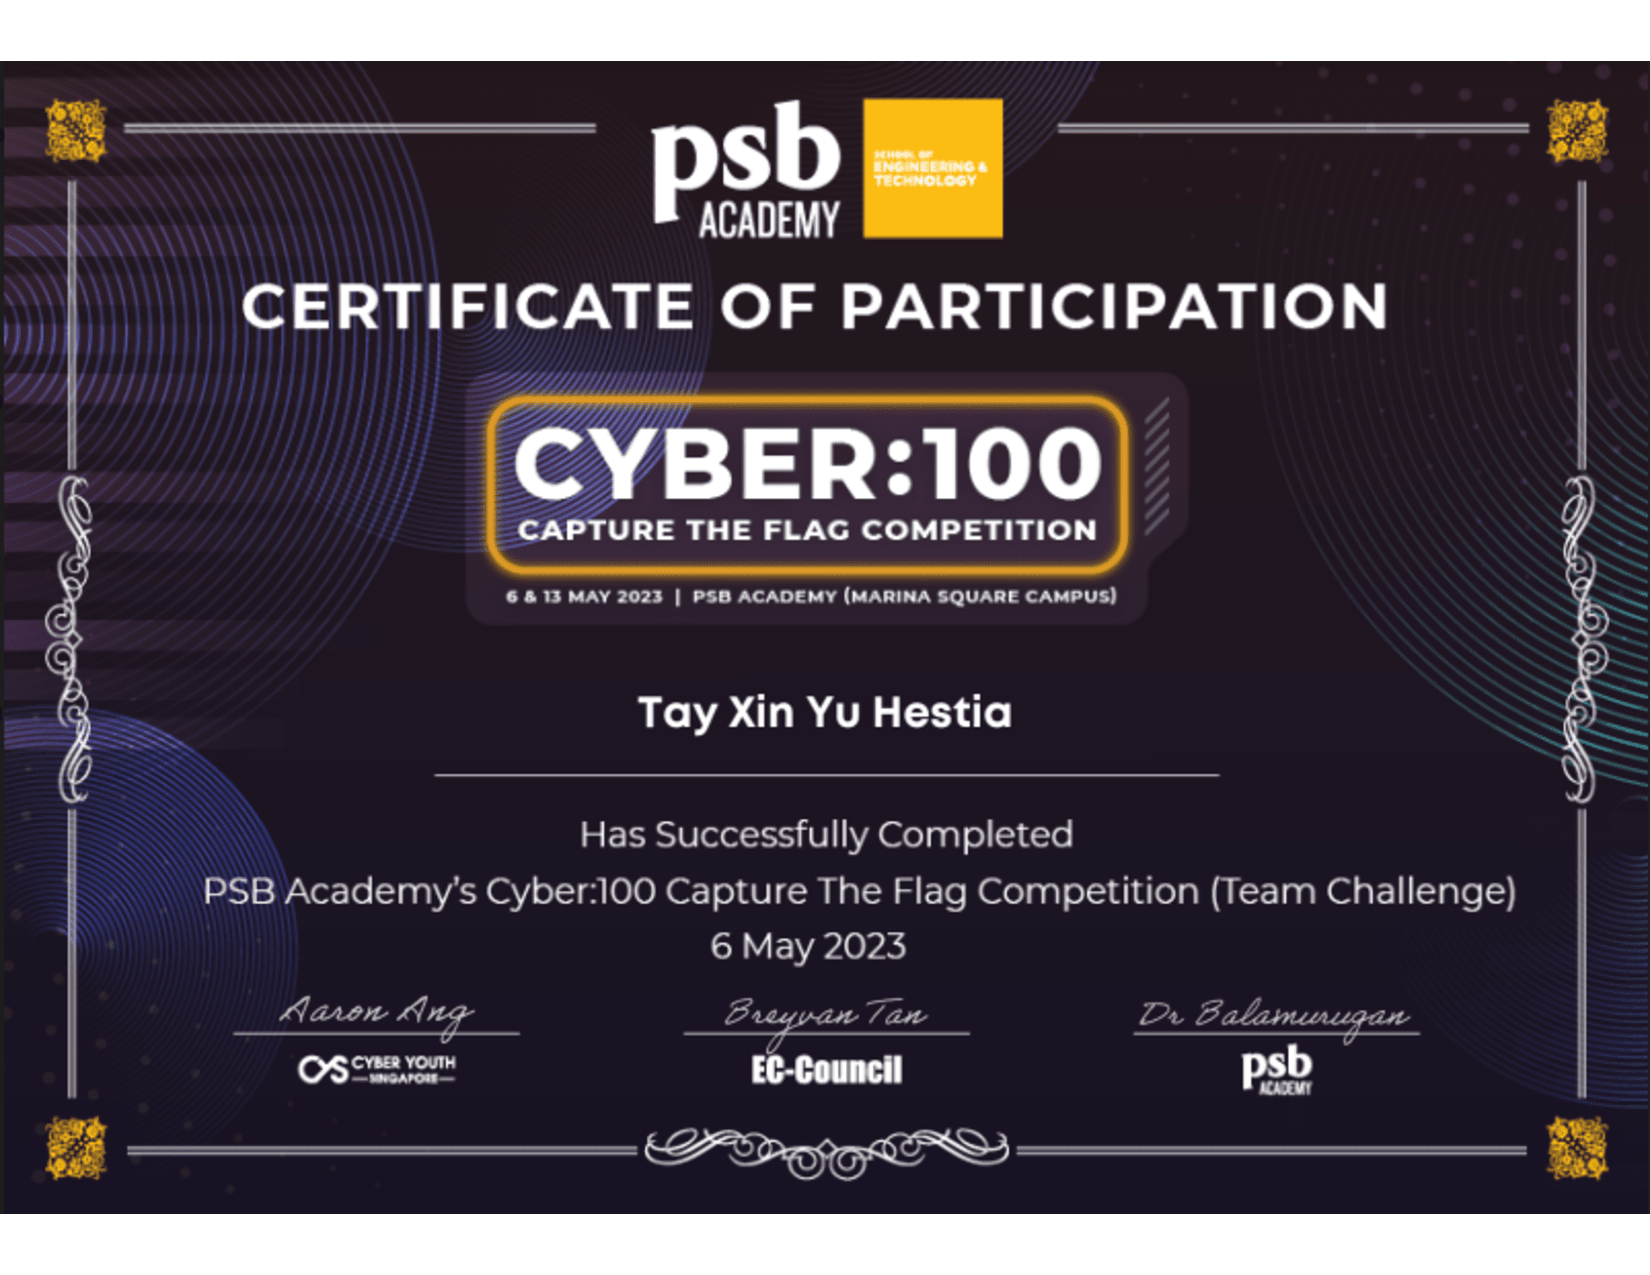 psb
ACADEMY
SCHOOL OF
ENGINEERING &
TECHNOLOGY
CERTIFICATE OF PARTICIPATION
CYBER:100
CAPTURE THE FLAG COMPETITION
6 & 13 MAY 2023 | PSB ACADEMY (MARINA SQUARE CAMPUS)
Tay Xin Yu Hestia
Has Successfully Completed
PSB Academy’s Cyber:100 Capture The Flag Competition (Team Challenge)
6 May 2023
Aaron Ang
Breyvan Tan
Dr Balamurugan
CYS CYBER YOUTH
SINGAPORE
EC-Council
psb
ACADEMY